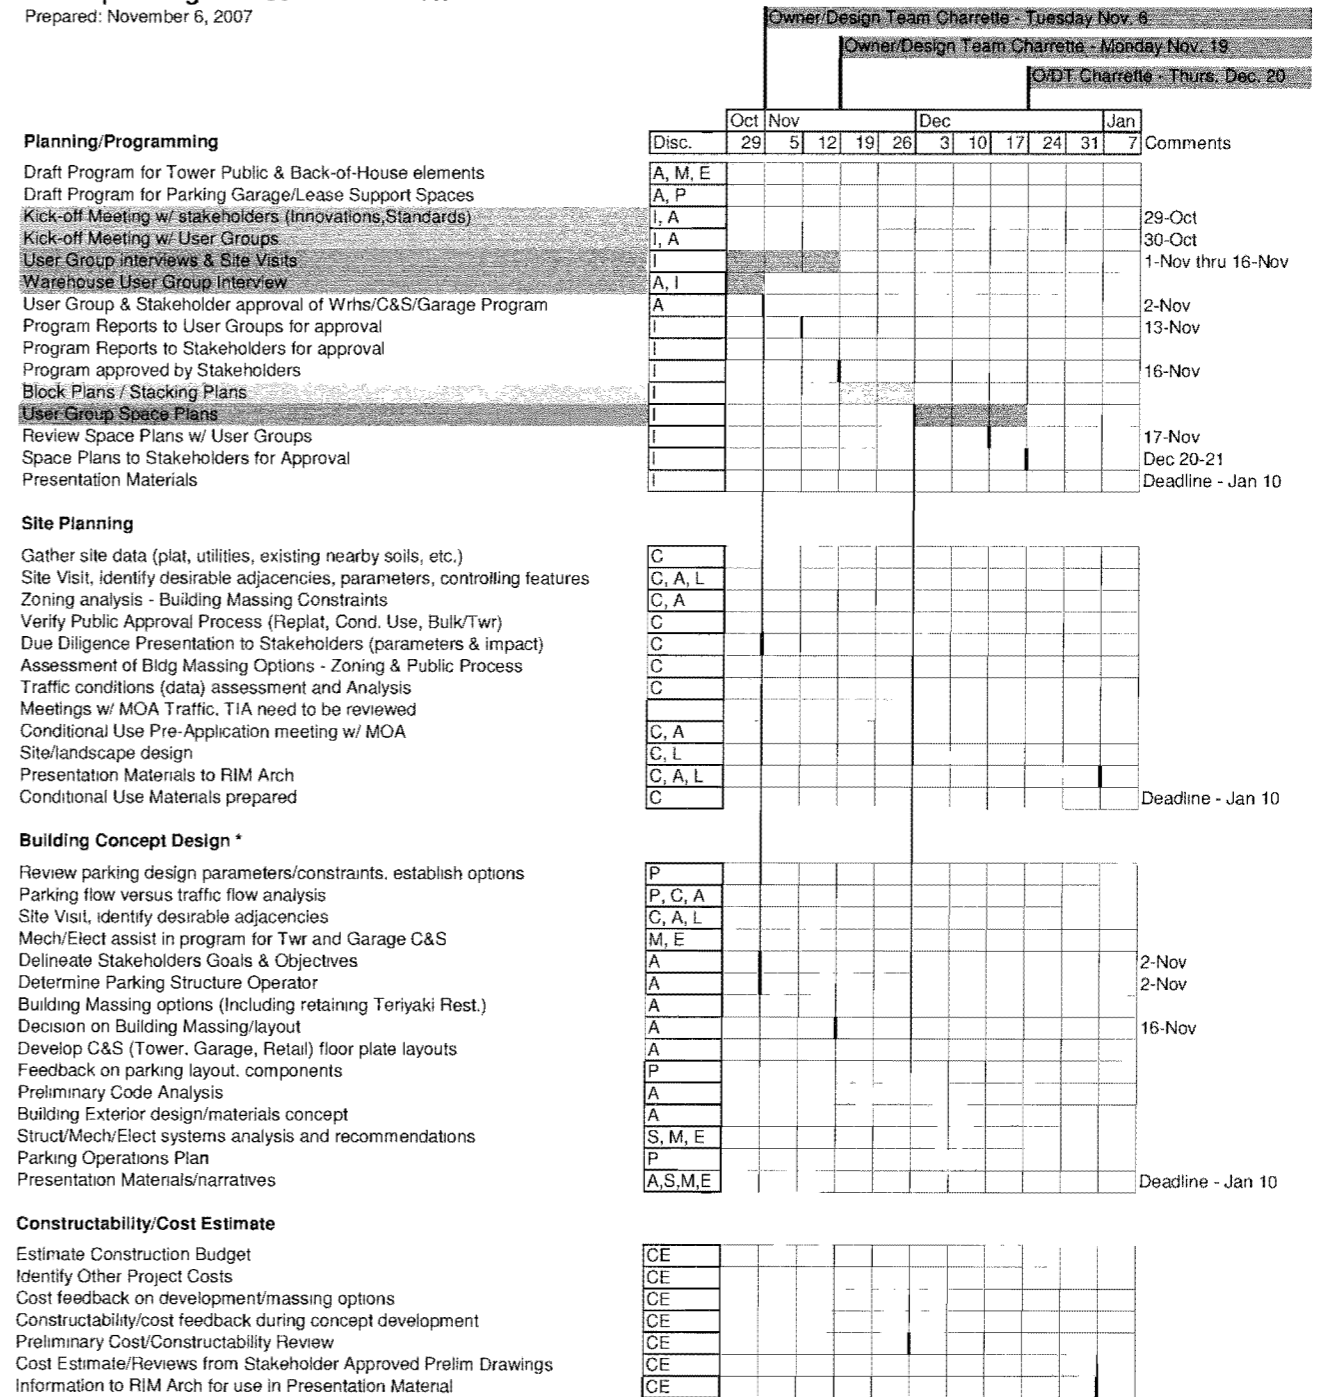 Prepared: November 6, 2007
Owner/Design Team Charrette - Tuesday Nov. 6
Owner/Design Team Charrette - Monday Nov. 19
O/DT Charrette - Thurs. Dec. 20
Oct Nov Dec Jan
Planning/Programming Disc. 29 5 12 19 26 3 10 17 24 31 7 Comments
Draft Program for Tower Public & Back-of-House elements A, M, E
Draft Program for Parking Garage/Lease Support Spaces A, P
Kick-off Meeting w/ stakeholders (Innovations,Standards) I, A 29-Oct
Kick-off Meeting w/ User Groups I, A 30-Oct
User Group interviews & Site Visits I 1-Nov thru 16-Nov
Warehouse User Group Interview A, I
User Group & Stakeholder approval of Wrhs/C&S/Garage Program A 2-Nov
Program Reports to User Groups for approval I 13-Nov
Program Reports to Stakeholders for approval I
Program approved by Stakeholders I 16-Nov
Block Plans / Stacking Plans I
User Group Space Plans I
Review Space Plans w/ User Groups I 17-Nov
Space Plans to Stakeholders for Approval I Dec 20-21
Presentation Materials I Deadline - Jan 10
Site Planning
Gather site data (plat, utilities, existing nearby soils, etc.) C
Site Visit, identify desirable adjacencies, parameters, controlling features C, A, L
Zoning analysis - Building Massing Constraints C, A
Verify Public Approval Process (Replat, Cond. Use, Bulk/Twr) C
Due Diligence Presentation to Stakeholders (parameters & impact) C
Assessment of Bldg Massing Options - Zoning & Public Process C
Traffic conditions (data) assessment and Analysis C
Meetings w/ MOA Traffic. TIA need to be reviewed
Conditional Use Pre-Application meeting w/ MOA C, A
Site/landscape design C, L
Presentation Materials to RIM Arch C, A, L
Conditional Use Materials prepared C Deadline - Jan 10
Building Concept Design *
Review parking design parameters/constraints. establish options P
Parking flow versus traffic flow analysis P, C, A
Site Visit, identify desirable adjacencies C, A, L
Mech/Elect assist in program for Twr and Garage C&S M, E
Delineate Stakeholders Goals & Objectives A 2-Nov
Determine Parking Structure Operator A 2-Nov
Building Massing options (Including retaining Teriyaki Rest.) A
Decision on Building Massing/layout A 16-Nov
Develop C&S (Tower. Garage, Retail) floor plate layouts A
Feedback on parking layout. components P
Preliminary Code Analysis A
Building Exterior design/materials concept A
Struct/Mech/Elect systems analysis and recommendations S, M, E
Parking Operations Plan P
Presentation Materials/narratives A,S,M,E Deadline - Jan 10
Constructability/Cost Estimate
Estimate Construction Budget CE
Identify Other Project Costs CE
Cost feedback on development/massing options CE
Constructability/cost feedback during concept development CE
Preliminary Cost/Constructability Review CE
Cost Estimate/Reviews from Stakeholder Approved Prelim Drawings CE
Information to RIM Arch for use in Presentation Material CE